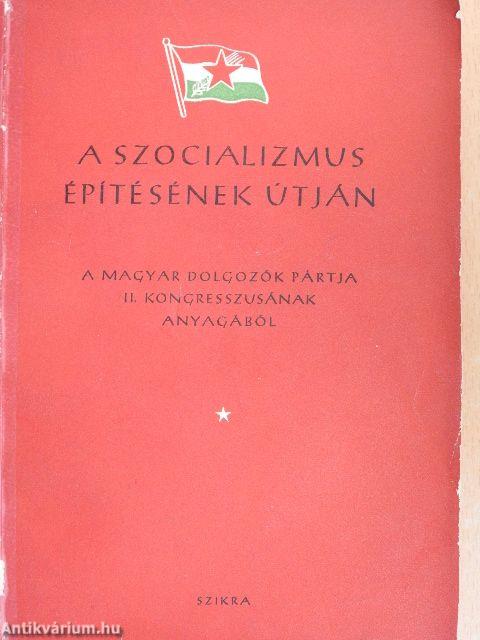 A SZOCIALIZMUS
ÉPÍTÉSÉNEK ÚTJÁN
A MAGYAR DOLGOZÓK PÁRTJA
II. KONGRESSZUSÁNAK
ANYAGÁBÓL
SZIKRA
Antikvárium.hu